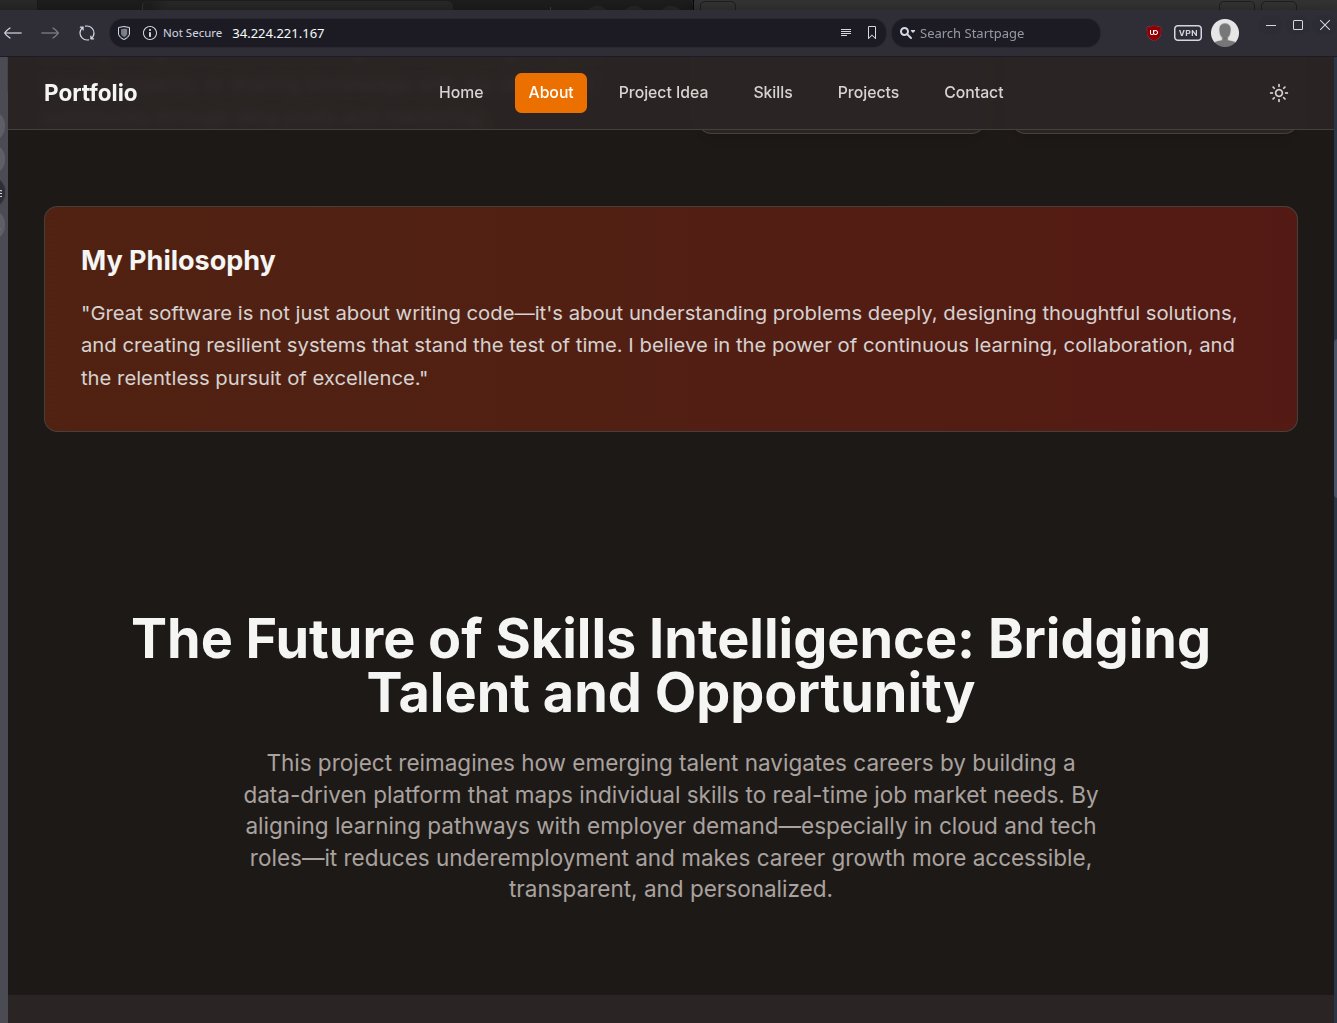 Not Secure 34.224.221.167 Search Startpage VPN
Portfolio Home About Project Idea Skills Projects Contact
My Philosophy
"Great software is not just about writing code—it's about understanding problems deeply, designing thoughtful solutions,
and creating resilient systems that stand the test of time. I believe in the power of continuous learning, collaboration, and
the relentless pursuit of excellence."
The Future of Skills Intelligence: Bridging
Talent and Opportunity
This project reimagines how emerging talent navigates careers by building a
data-driven platform that maps individual skills to real-time job market needs. By
aligning learning pathways with employer demand—especially in cloud and tech
roles—it reduces underemployment and makes career growth more accessible,
transparent, and personalized.